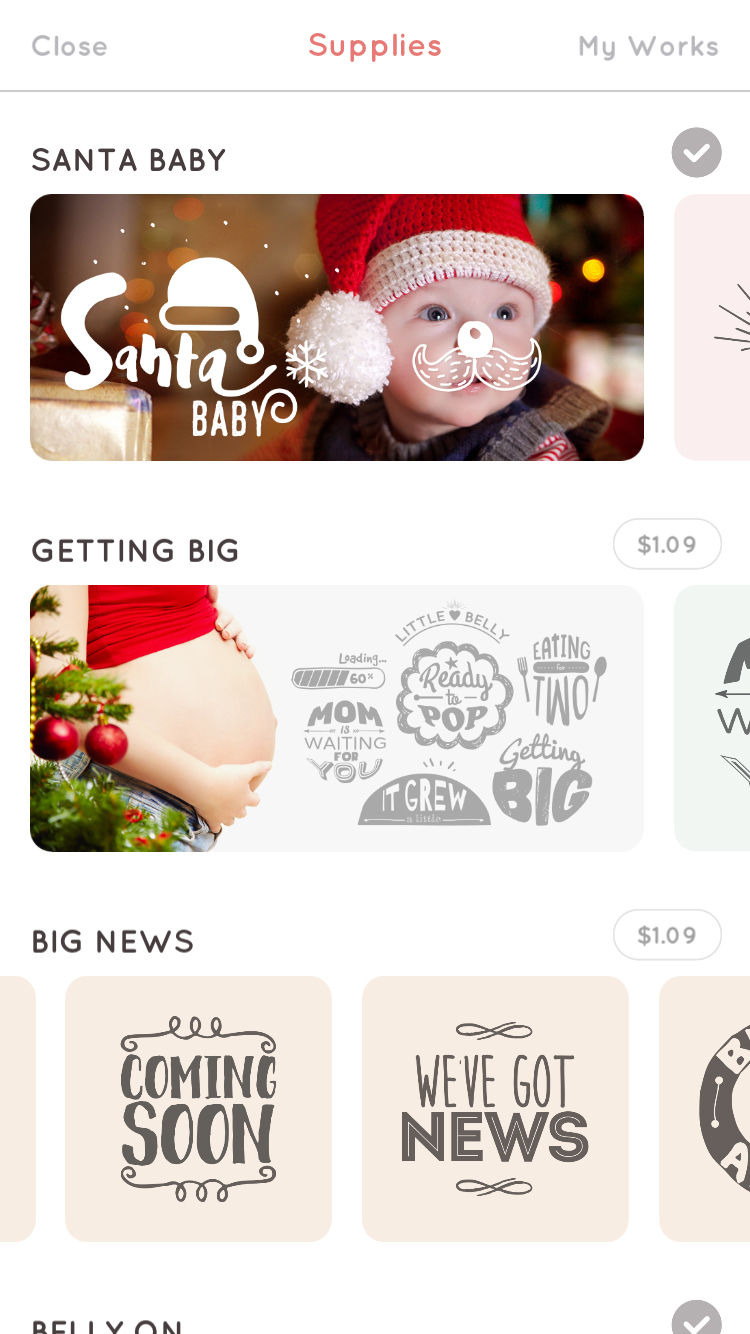 Close
Supplies
My Works
SANTA BABY
Santa
BABY
GETTING BIG
$1.09
LITTLE BELLY
Loading...
60%
Ready
to
POP
EATING
for
TWO
MOM
IS
WAITING
FOR
YOU
IT GREW
a little
Getting
BIG
BIG NEWS
$1.09
COMING
SOON
WE'VE GOT
NEWS
BELLY ON